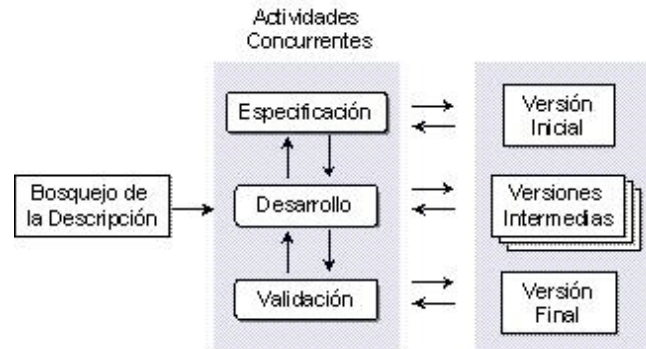 Actividades
Concurrentes
Especificación
Versión
Inicial
Bosquejo de
la Descripción
Desarrollo
Versiones
Intermedias
Validación
Versión
Final